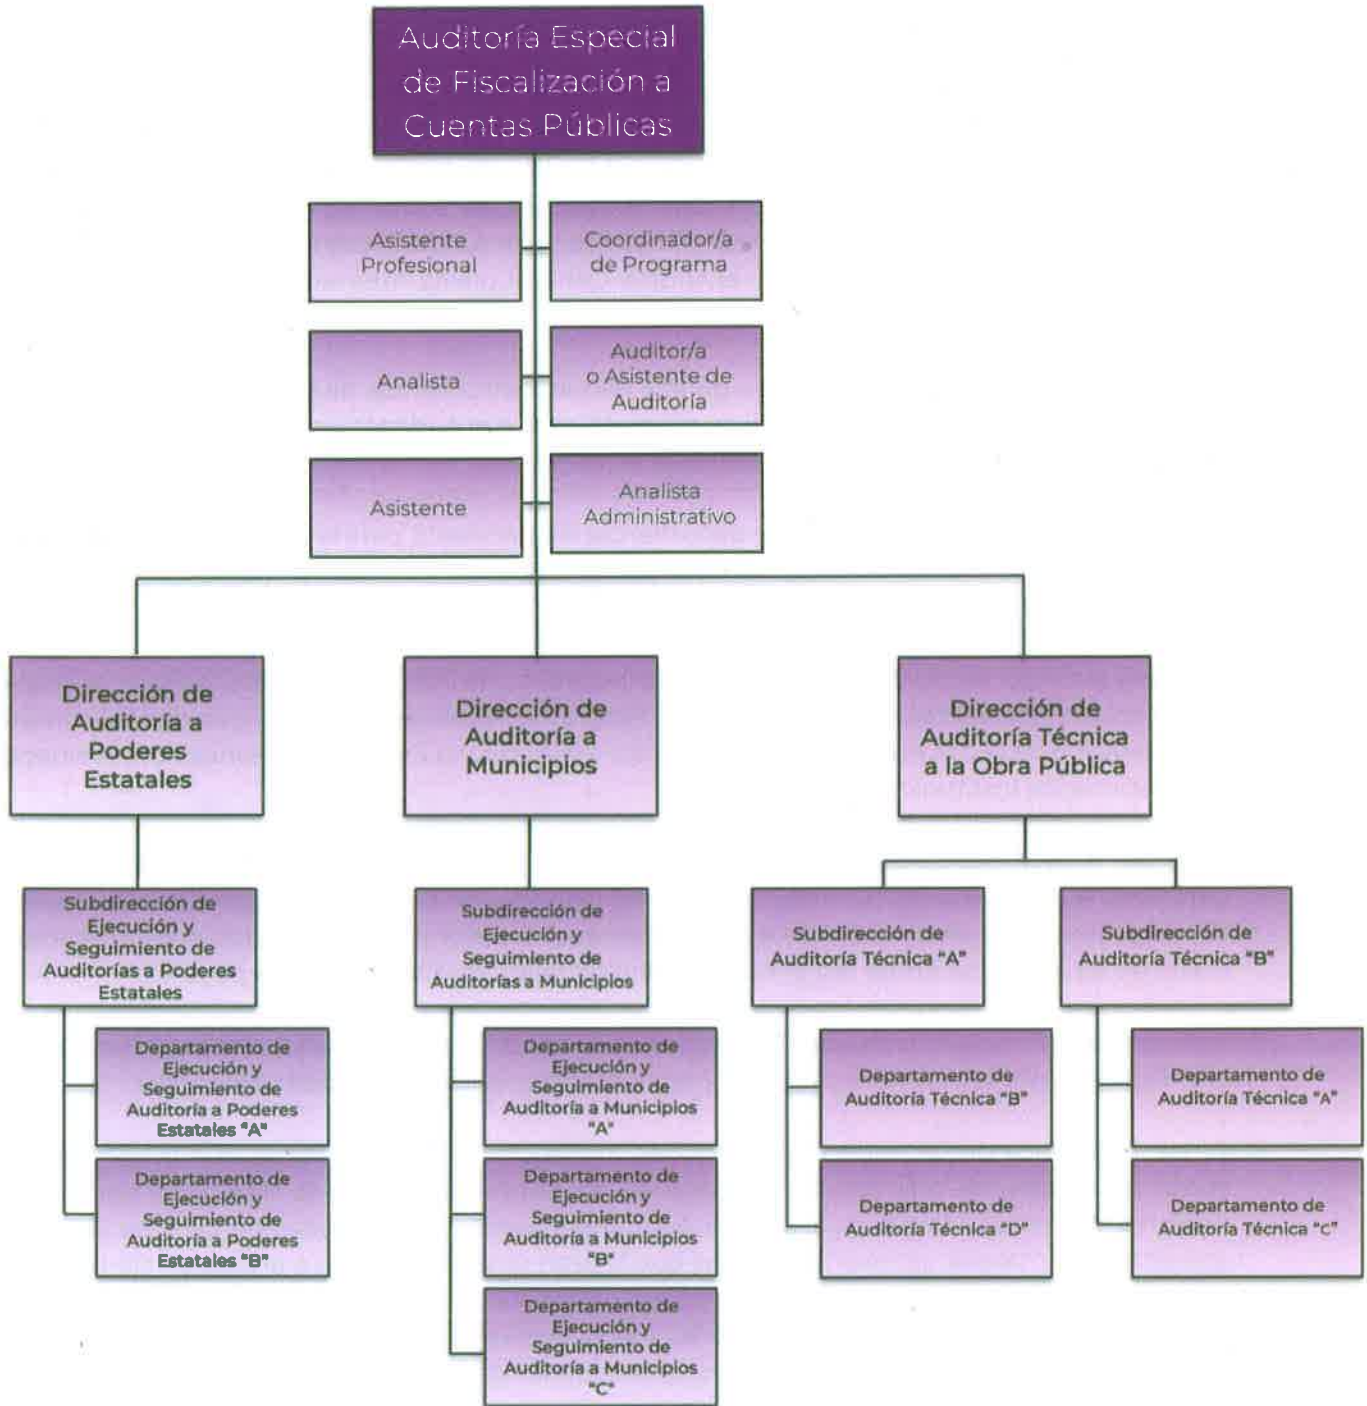 Auditoría Especial
de Fiscalización a
Cuentas Públicas
Asistente
Profesional
Coordinador/a
de Programa
Analista
Auditor/a
o Asistente de
Auditoría
Asistente
Analista
Administrativo
Dirección de
Auditoría a
Poderes
Estatales
Dirección de
Auditoría a
Municipios
Dirección de
Auditoría Técnica
a la Obra Pública
Subdirección de
Ejecución y
Seguimiento de
Auditorías a Poderes
Estatales
Subdirección de
Ejecución y
Seguimiento de
Auditorías a Municipios
Subdirección de
Auditoría Técnica "A"
Subdirección de
Auditoría Técnica "B"
Departamento de
Ejecución y
Seguimiento de
Auditoría a Poderes
Estatales "A"
Departamento de
Ejecución y
Seguimiento de
Auditoría a Poderes
Estatales "B"
Departamento de
Ejecución y
Seguimiento de
Auditoría a Municipios
"A"
Departamento de
Ejecución y
Seguimiento de
Auditoría a Municipios
"B"
Departamento de
Ejecución y
Seguimiento de
Auditoría a Municipios
"C"
Departamento de
Auditoría Técnica "B"
Departamento de
Auditoría Técnica "D"
Departamento de
Auditoría Técnica "A"
Departamento de
Auditoría Técnica "C"